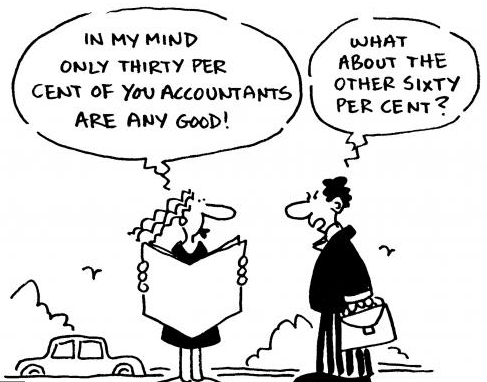 IN MY MIND
ONLY THIRTY PER
CENT OF YOU ACCOUNTANTS
ARE ANY GOOD!
WHAT
ABOUT THE
OTHER SIXTY
PER CENT?